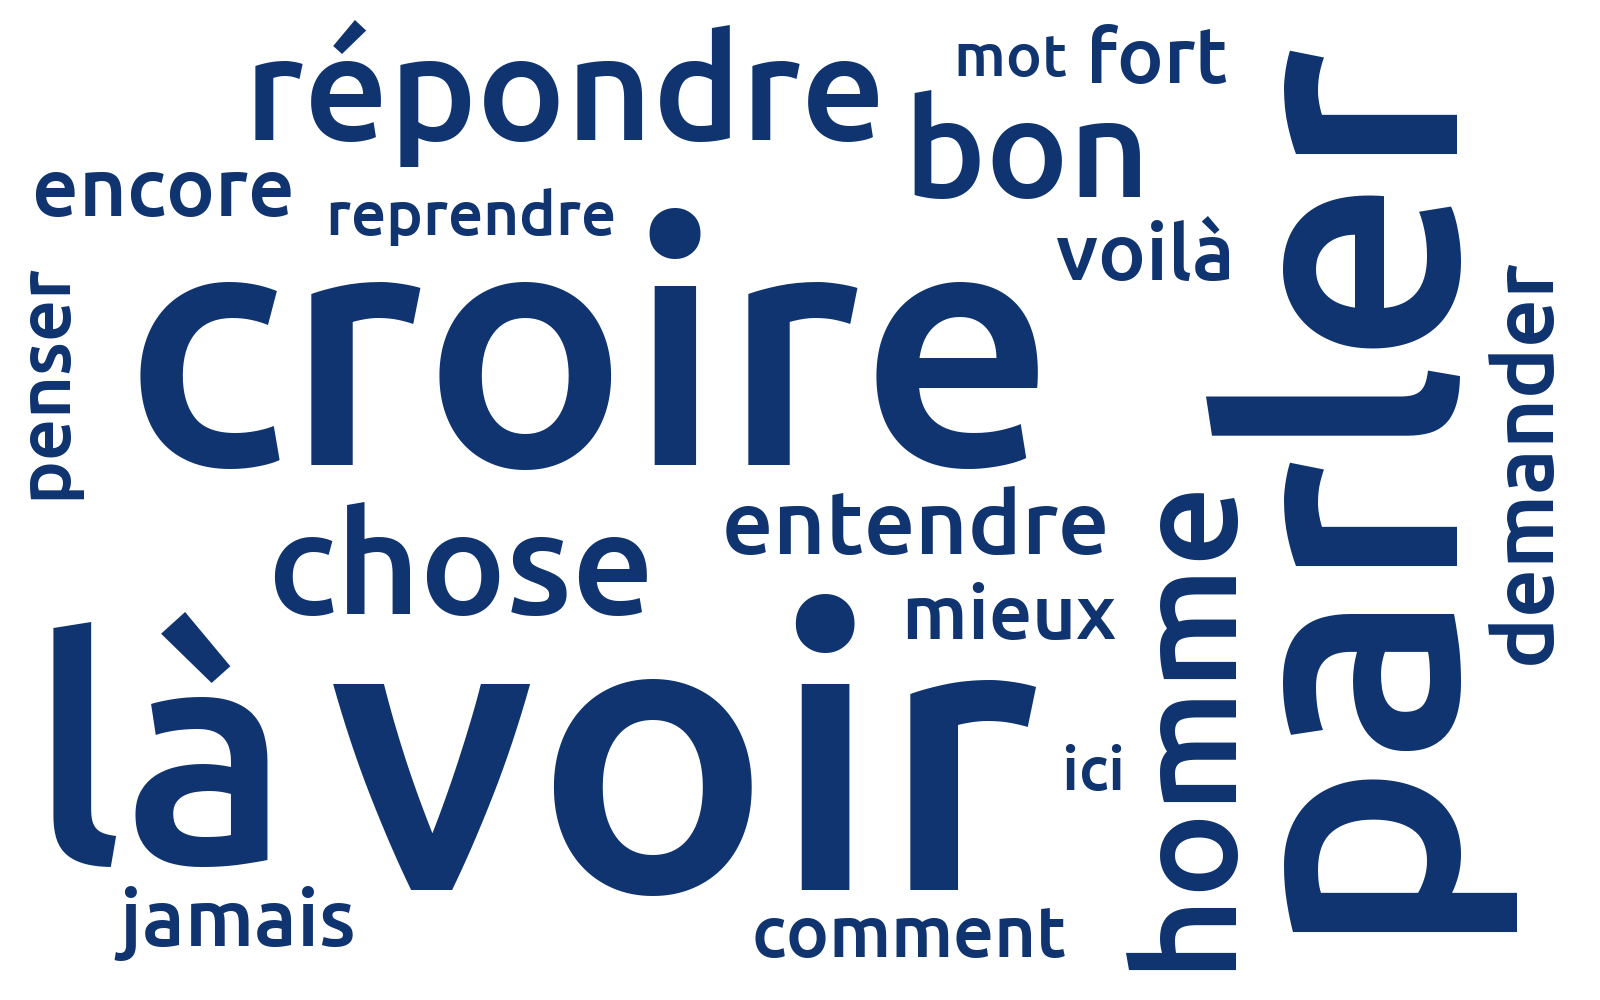 répondre
mot
fort
bon
encore
reprendre
voilà
croire
penser
parler
demander
chose
entendre
mieux
homme
là
voir
ici
jamais
comment